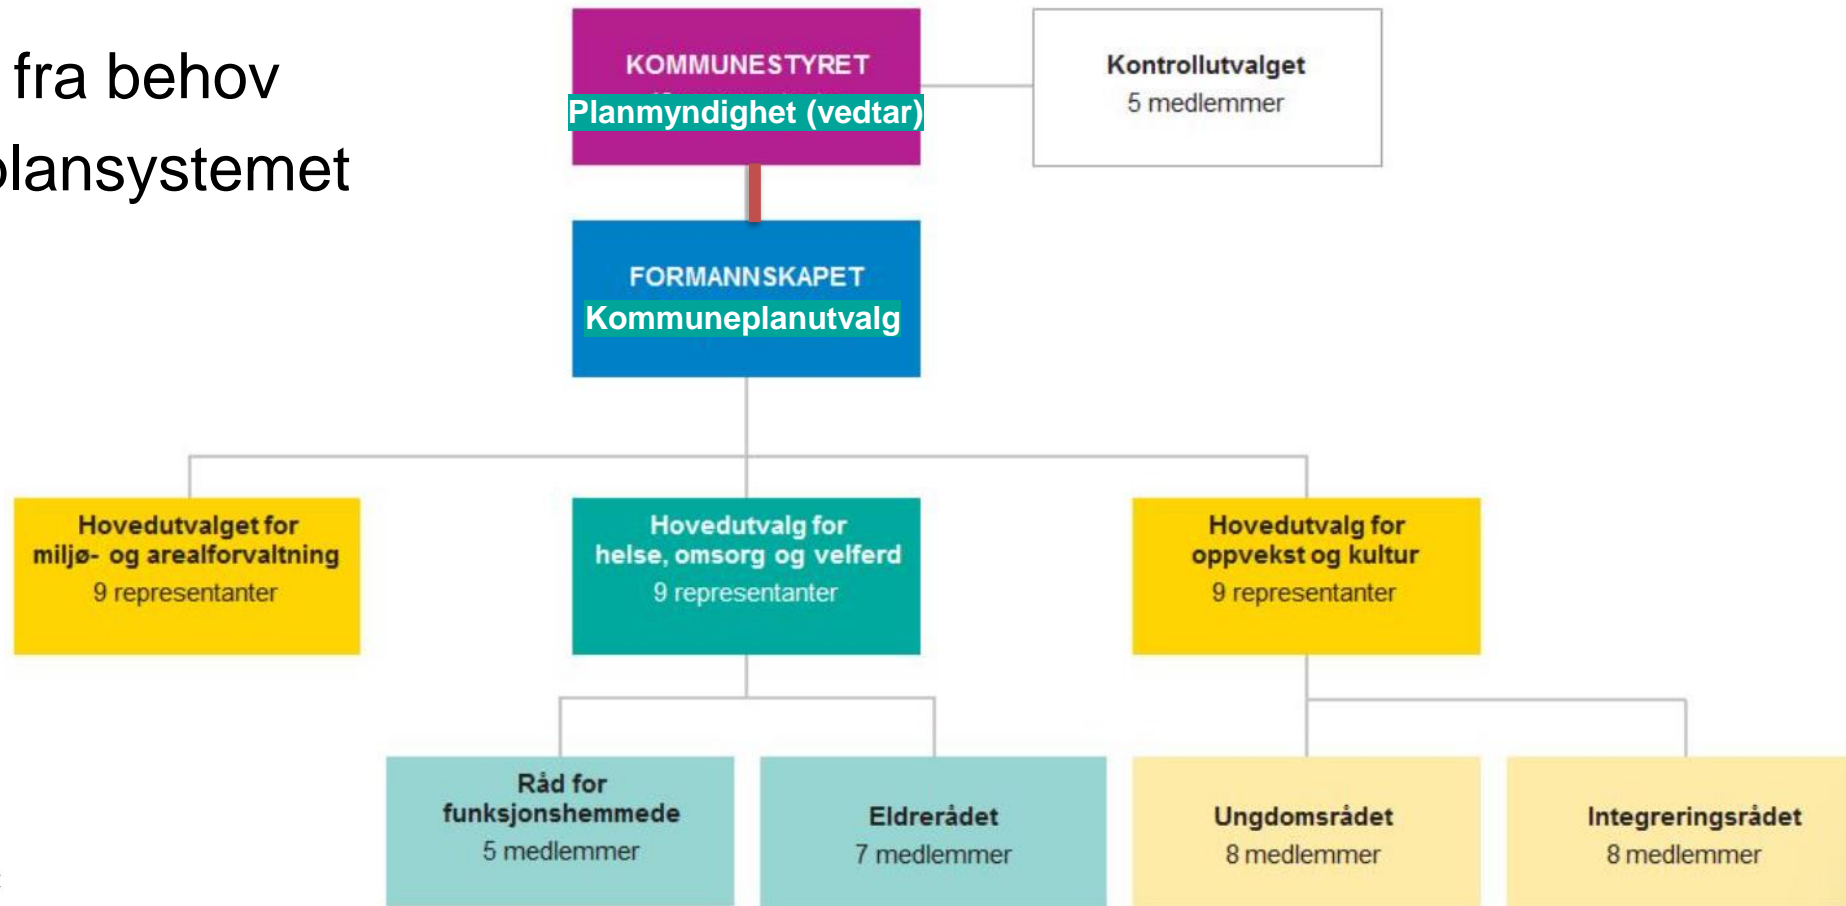 fra behov
plansystemet
KOMMUNESTYRET
Planmyndighet (vedtar)
Kontrollutvalget
5 medlemmer
FORMANNSKAPET
Kommuneplanutvalg
Hovedutvalget for
miljø- og arealforvaltning
9 representanter
Hovedutvalg for
helse, omsorg og velferd
9 representanter
Hovedutvalg for
oppvekst og kultur
9 representanter
Råd for
funksjonshemmede
5 medlemmer
Eldrerådet
7 medlemmer
Ungdomsrådet
8 medlemmer
Integreringsrådet
8 medlemmer